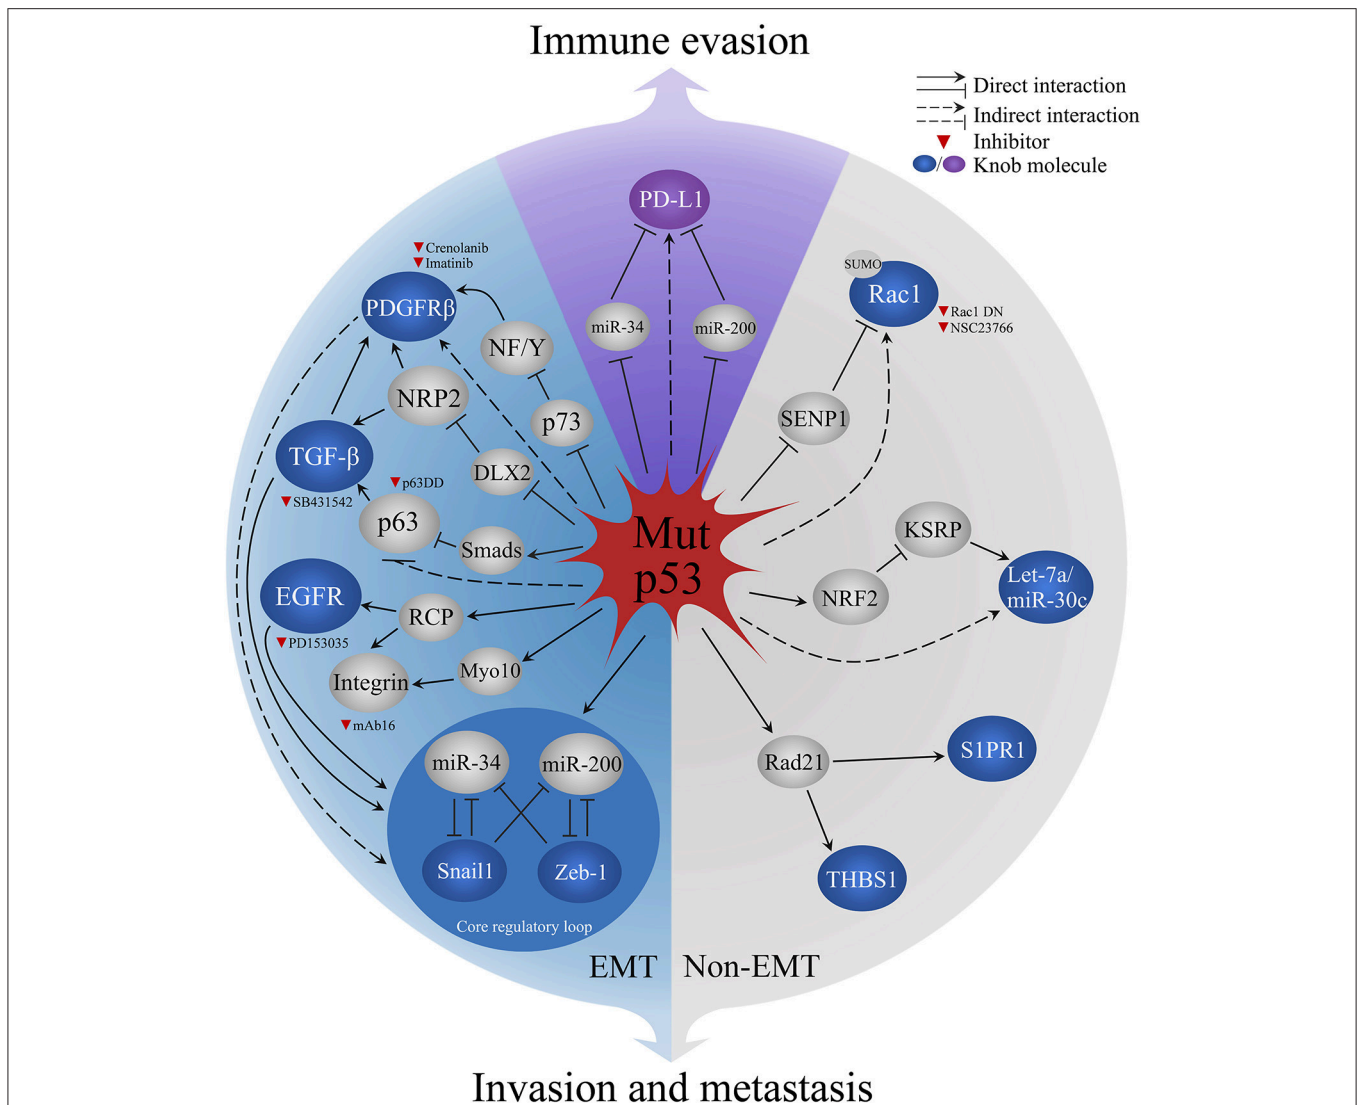 Immune evasion
Direct interaction
Indirect interaction
Inhibitor
/
Knob molecule
PD-L1
miR-34
miR-200
Crenolanib
Imatinib
PDGFRβ
NF/Y
NRP2
p73
TGF-β
DLX2
SB431542
p63DD
p63
Smads
EGFR
RCP
PD153035
Integrin
Myo10
mAb16
miR-34
miR-200
Snail1
Zeb-1
Core regulatory loop
Mut
p53
SUMO
Rac1
Rac1 DN
NSC23766
SENP1
KSRP
NRF2
Let-7a/
miR-30c
Rad21
S1PR1
THBS1
EMT
Non-EMT
Invasion and metastasis